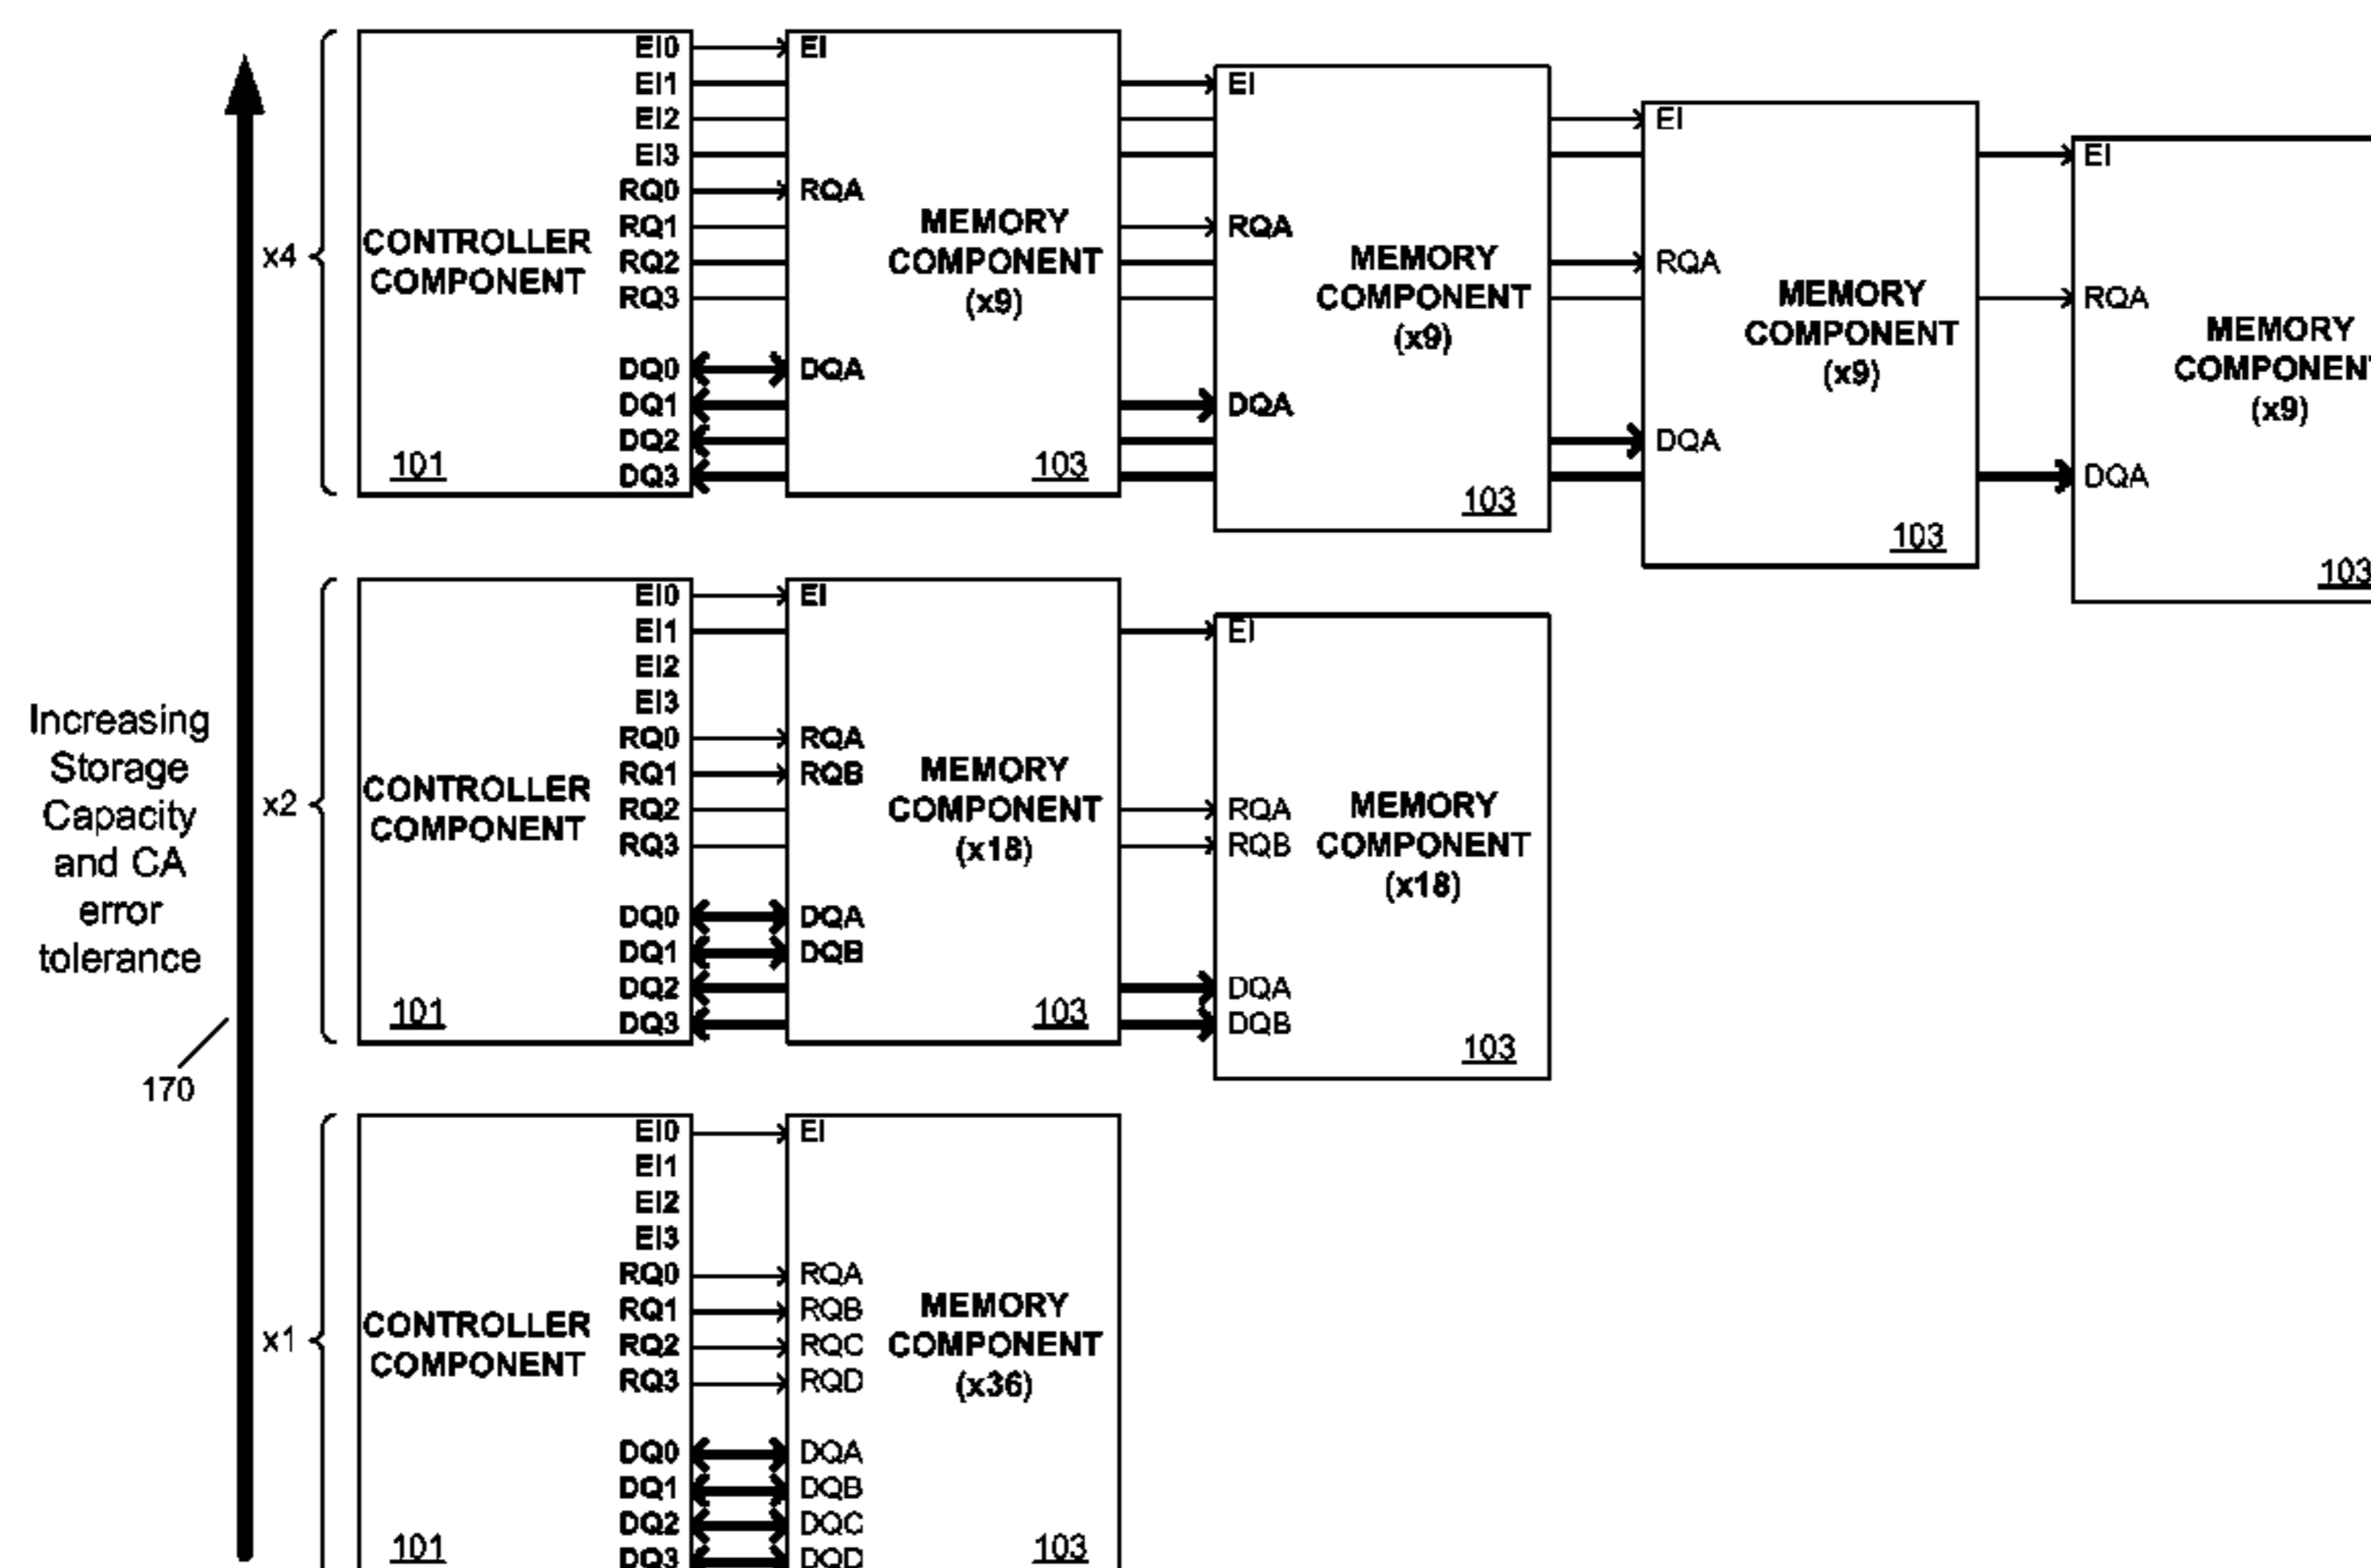 EI0
EI1
EI2
EI3
RQ0
RQ1
RQ2
RQ3
DQ0
DQ1
DQ2
DQ3
x4
CONTROLLER
COMPONENT
101
EI
RQA
DQA
MEMORY
COMPONENT
(x9)
103
EI
RQA
DQA
MEMORY
COMPONENT
(x9)
103
EI
RQA
DQA
MEMORY
COMPONENT
(x9)
103
EI
RQA
DQA
MEMORY
COMPONENT
(x9)
103
Increasing
Storage
Capacity
and CA
error
tolerance
170
x2
CONTROLLER
COMPONENT
101
EI0
EI1
EI2
EI3
RQ0
RQ1
RQ2
RQ3
DQ0
DQ1
DQ2
DQ3
EI
RQA
RQB
DQA
DQB
MEMORY
COMPONENT
(x18)
103
EI
RQA
RQB
DQA
DQB
MEMORY
COMPONENT
(x18)
103
x1
CONTROLLER
COMPONENT
101
EI0
EI1
EI2
EI3
RQ0
RQ1
RQ2
RQ3
DQ0
DQ1
DQ2
DQ3
EI
RQA
RQB
RQC
RQD
DQA
DQB
DQC
DQD
MEMORY
COMPONENT
(x36)
103